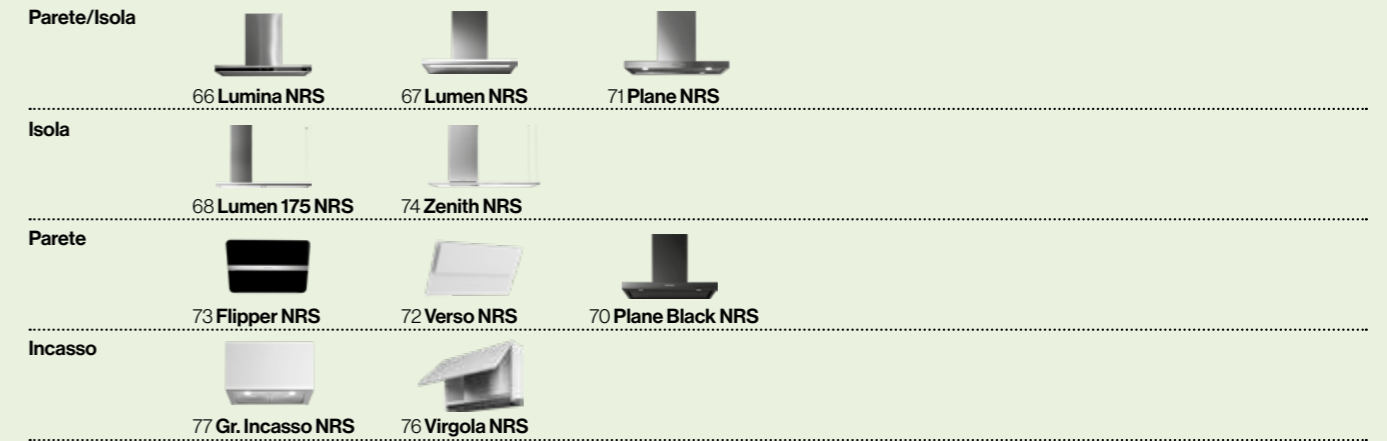 Parete/Isola
66 Lumina NRS 67 Lumen NRS 71 Plane NRS
Isola
68 Lumen 175 NRS 74 Zenith NRS
Parete
73 Flipper NRS 72 Verso NRS 70 Plane Black NRS
Incasso
77 Gr. Incasso NRS 76 Virgola NRS